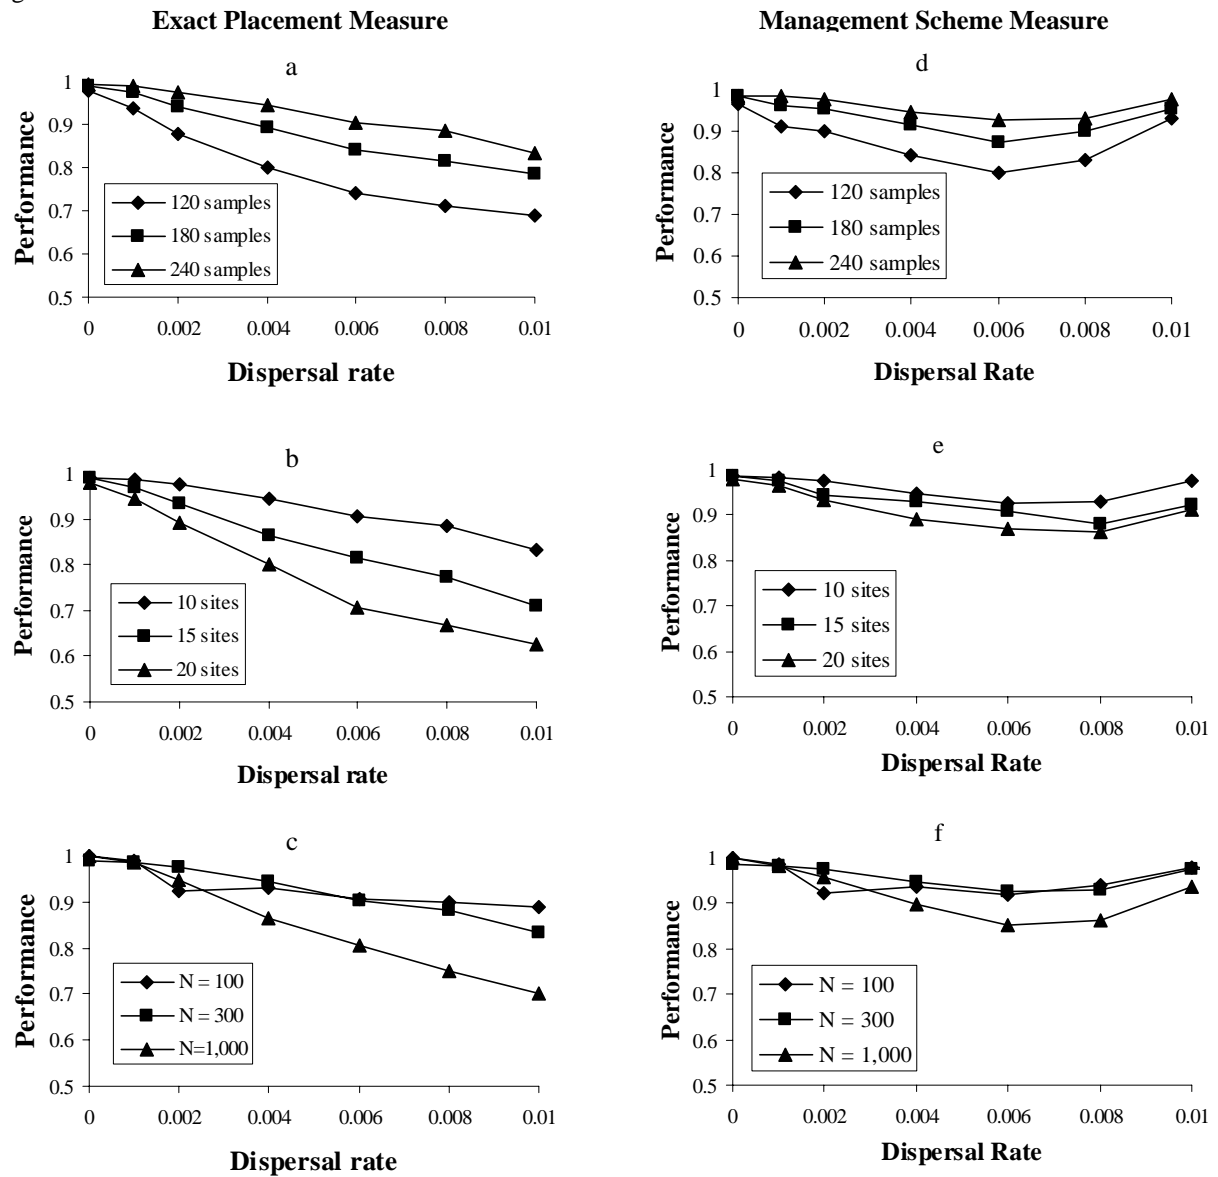 Exact Placement Measure
Management Scheme Measure
a
1
0.9
0.8
0.7
0.6
0.5
Performance
120 samples
180 samples
240 samples
0 0.002 0.004 0.006 0.008 0.01
Dispersal rate
d
1
0.9
0.8
0.7
0.6
0.5
Performance
120 samples
180 samples
240 samples
0 0.002 0.004 0.006 0.008 0.01
Dispersal Rate
b
1
0.9
0.8
0.7
0.6
0.5
Performance
10 sites
15 sites
20 sites
0 0.002 0.004 0.006 0.008 0.01
Dispersal rate
e
1
0.9
0.8
0.7
0.6
0.5
Performance
10 sites
15 sites
20 sites
0 0.002 0.004 0.006 0.008 0.01
Dispersal Rate
c
1
0.9
0.8
0.7
0.6
0.5
Performance
N = 100
N = 300
N=1,000
0 0.002 0.004 0.006 0.008 0.01
Dispersal rate
f
1
0.9
0.8
0.7
0.6
0.5
Performance
N = 100
N = 300
N = 1,000
0 0.002 0.004 0.006 0.008 0.01
Dispersal Rate